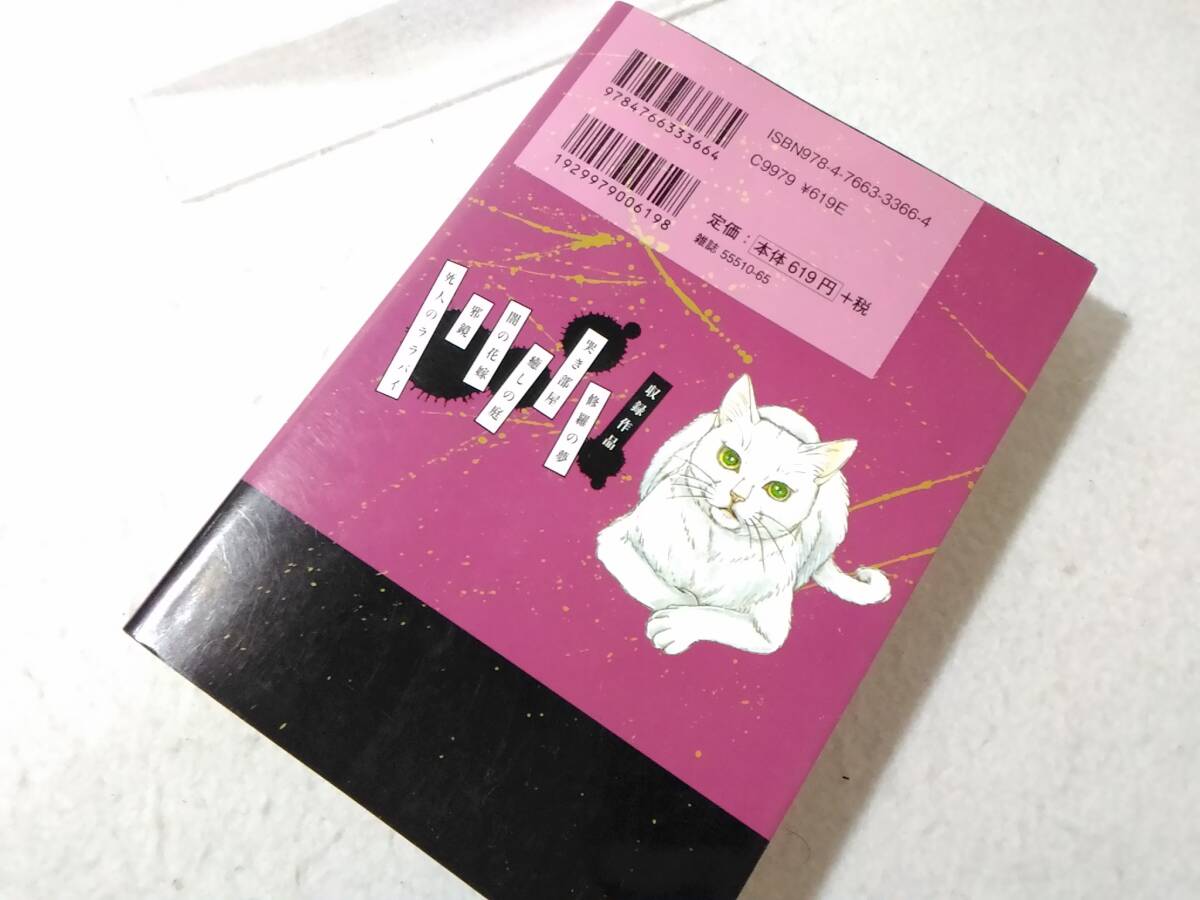 9784766333664
1929979006198
ISBN978-4-7663-3366-4
C9979 ¥619E
定価:本体619円+税
雑誌 55510-65
収録作品
修羅の夢
哭き部屋
癒しの庭
闇の花嫁
邪鏡
死人のララバイ